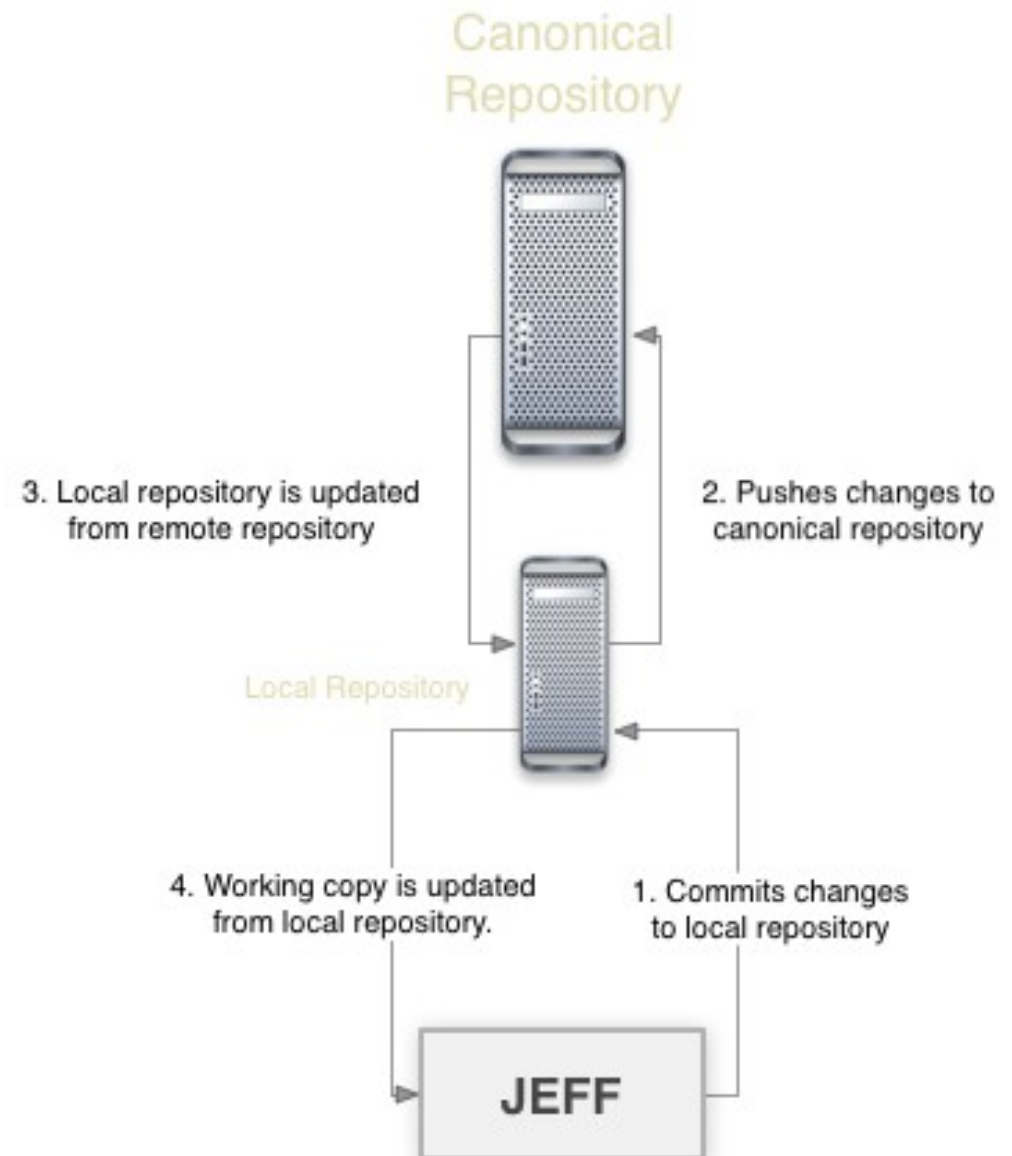 Canonical
Repository
3. Local repository is updated
from remote repository
2. Pushes changes to
canonical repository
Local Repository
4. Working copy is updated
from local repository.
1. Commits changes
to local repository
JEFF